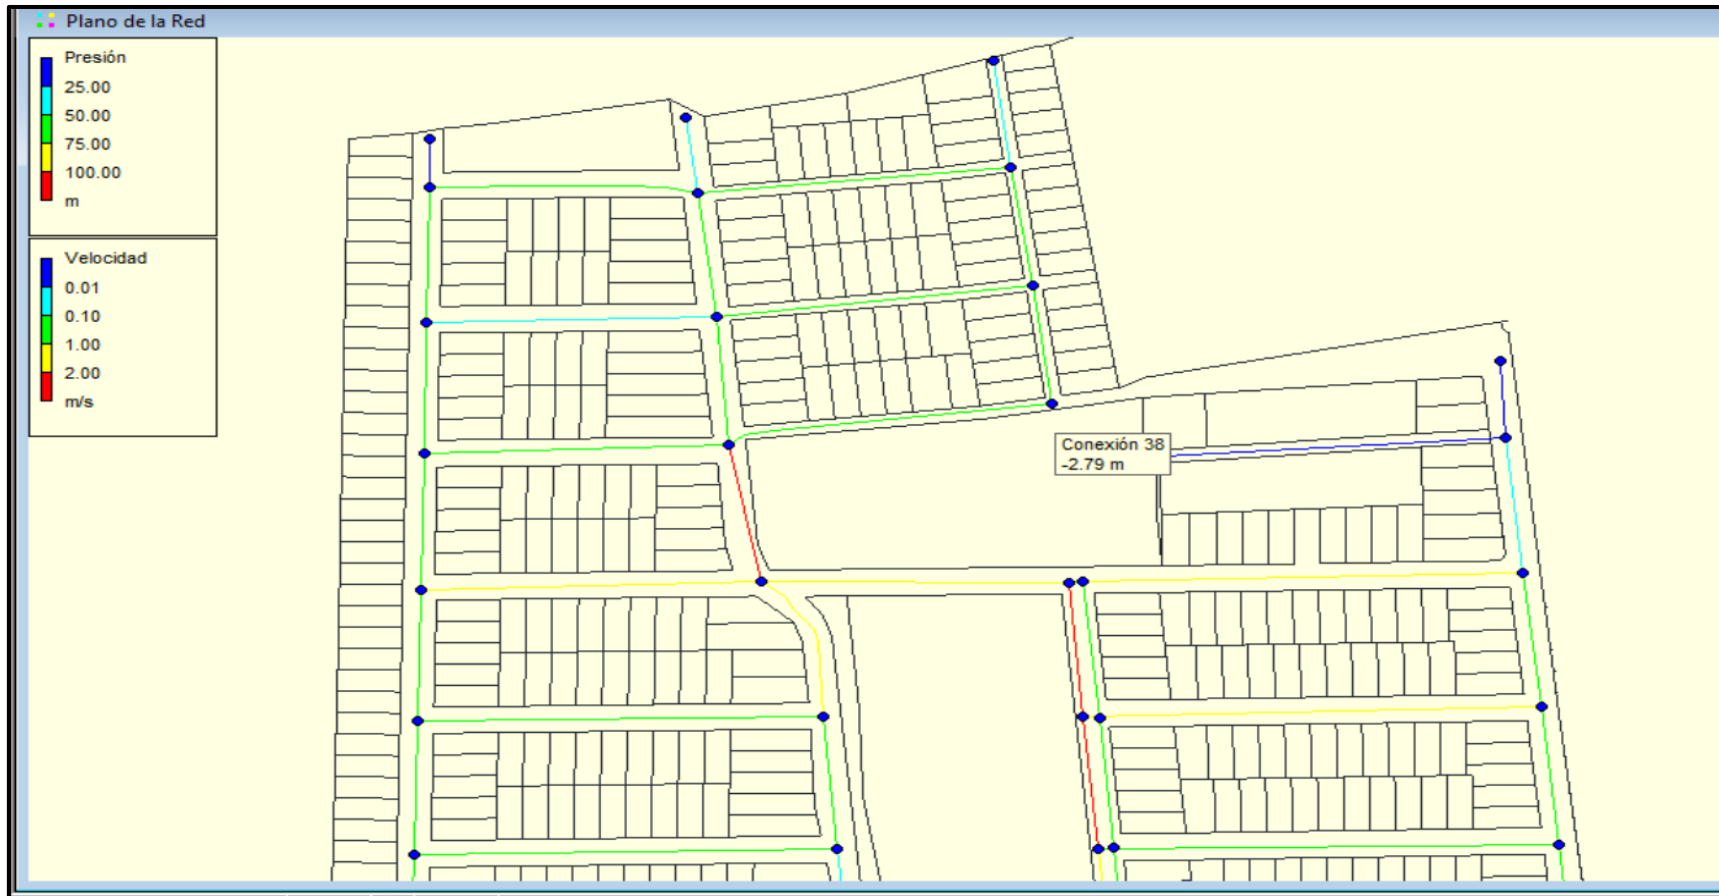 Plano de la Red
Presión
25.00
50.00
75.00
100.00
m
Velocidad
0.01
0.10
1.00
2.00
m/s
Conexión 38
-2.79 m